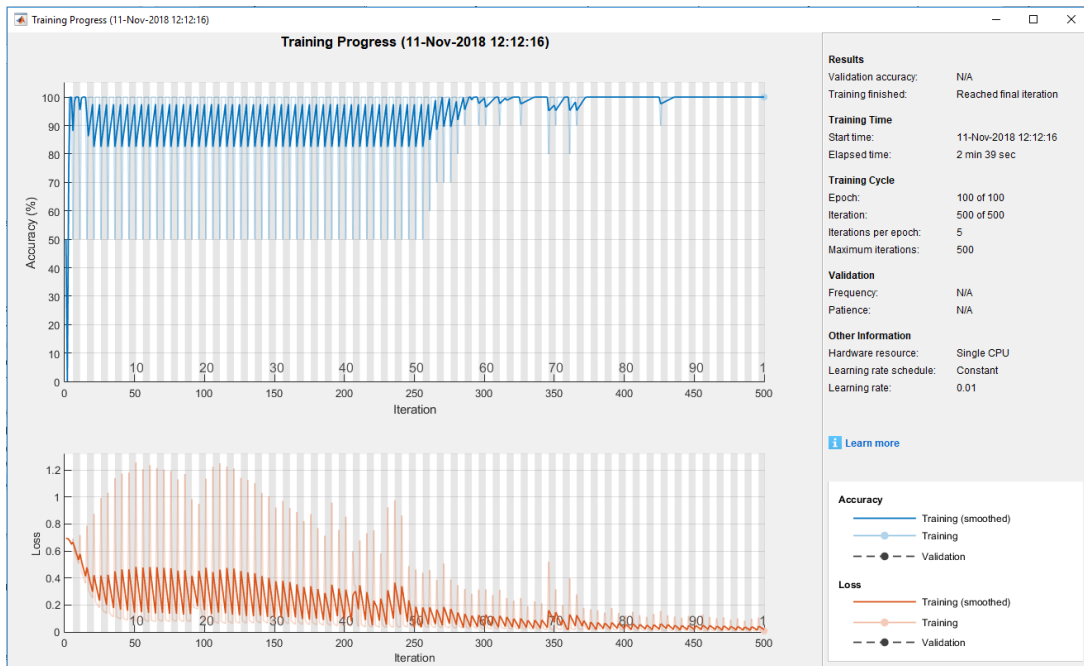 Training Progress (11-Nov-2018 12:12:16)
Training Progress (11-Nov-2018 12:12:16)
100
90
80
70
60
50
40
30
20
10
0
Accuracy (%)
10 20 30 40 50 60 70 80 90 1
0 50 100 150 200 250 300 350 400 450 500
Iteration
1.2
1
0.8
0.6
0.4
0.2
0
Loss
10 20 30 40 50 60 70 80 90 1
0 50 100 150 200 250 300 350 400 450 500
Iteration
Results
Validation accuracy: N/A
Training finished: Reached final iteration
Training Time
Start time: 11-Nov-2018 12:12:16
Elapsed time: 2 min 39 sec
Training Cycle
Epoch: 100 of 100
Iteration: 500 of 500
Iterations per epoch: 5
Maximum iterations: 500
Validation
Frequency: N/A
Patience: N/A
Other Information
Hardware resource: Single CPU
Learning rate schedule: Constant
Learning rate: 0.01
i Learn more
Accuracy
Training (smoothed)
Training
Validation
Loss
Training (smoothed)
Training
Validation